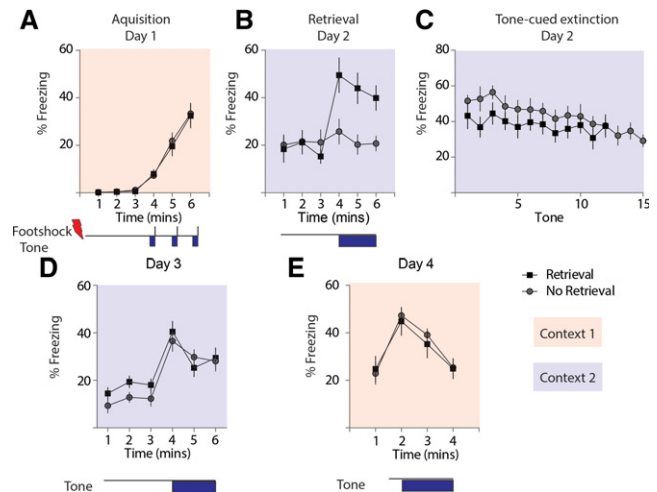 A
Aquisition
Day 1
% Freezing
60
40
20
1 2 3 4 5 6
Time (mins)
Footshock
Tone
B
Retrieval
Day 2
% Freezing
60
40
20
1 2 3 4 5 6
Time (mins)
C
Tone-cued extinction
Day 2
% Freezing
80
60
40
20
5 10 15
Tone
D
Day 3
% Freezing
60
40
20
1 2 3 4 5 6
Time (mins)
Tone
E
Day 4
% Freezing
60
40
20
1 2 3 4
Time (mins)
Tone
Retrieval
No Retrieval
Context 1
Context 2